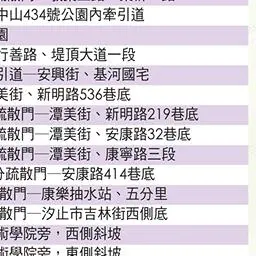 中山434號公園內牽引道
園
行善路、堤頂大道一段
引道─安興街、基河國宅
美街、新明路536巷底
疏散門─潭美街、新明路219巷底
疏散門─潭美街、安康路32巷底
疏散門─潭美街、康寧路三段
分疏散門─安康路414巷底
散門─康樂抽水站、五分里
散門─汐止市吉林街西側底
術學院旁，西側斜坡
術學院旁，東側斜坡